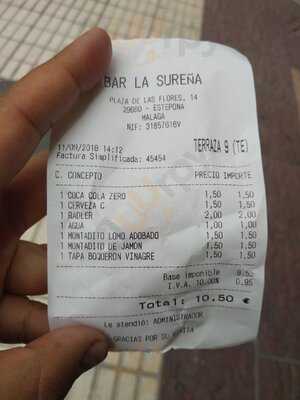 BAR LA SUREÑA
PLAZA DE LAS FLORES, 14
29680 - ESTEPONA
MALAGA
NIF: 31857016V
11/09/2018 14:12 TERRAZA 9 (TE)
Factura Simplificada: 45454
C. CONCEPTO PRECIO IMPORTE
1 COCA COLA ZERO 1,50 1,50
1 CERVEZA C 1,50 1,50
1 RADLER 2,00 2,00
1 AGUA 1,00 1,00
1 MONTADITO LOMO ADOBADO 1,50 1,50
1 MONTADITO DE JAMON 1,50 1,50
1 TAPA BOQUERON VINAGRE 1,50 1,50
Base imponible 9.55
I.V.A. 10.00% 0.95
Total: 10.50 €
Le atendió: ADMINISTRADOR
GRACIAS POR SU VISITA